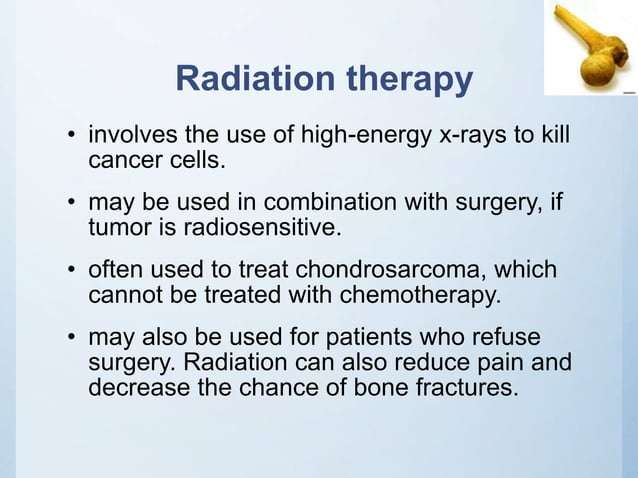 Radiation therapy
• involves the use of high-energy x-rays to kill
cancer cells.
• may be used in combination with surgery, if
tumor is radiosensitive.
• often used to treat chondrosarcoma, which
cannot be treated with chemotherapy.
• may also be used for patients who refuse
surgery. Radiation can also reduce pain and
decrease the chance of bone fractures.